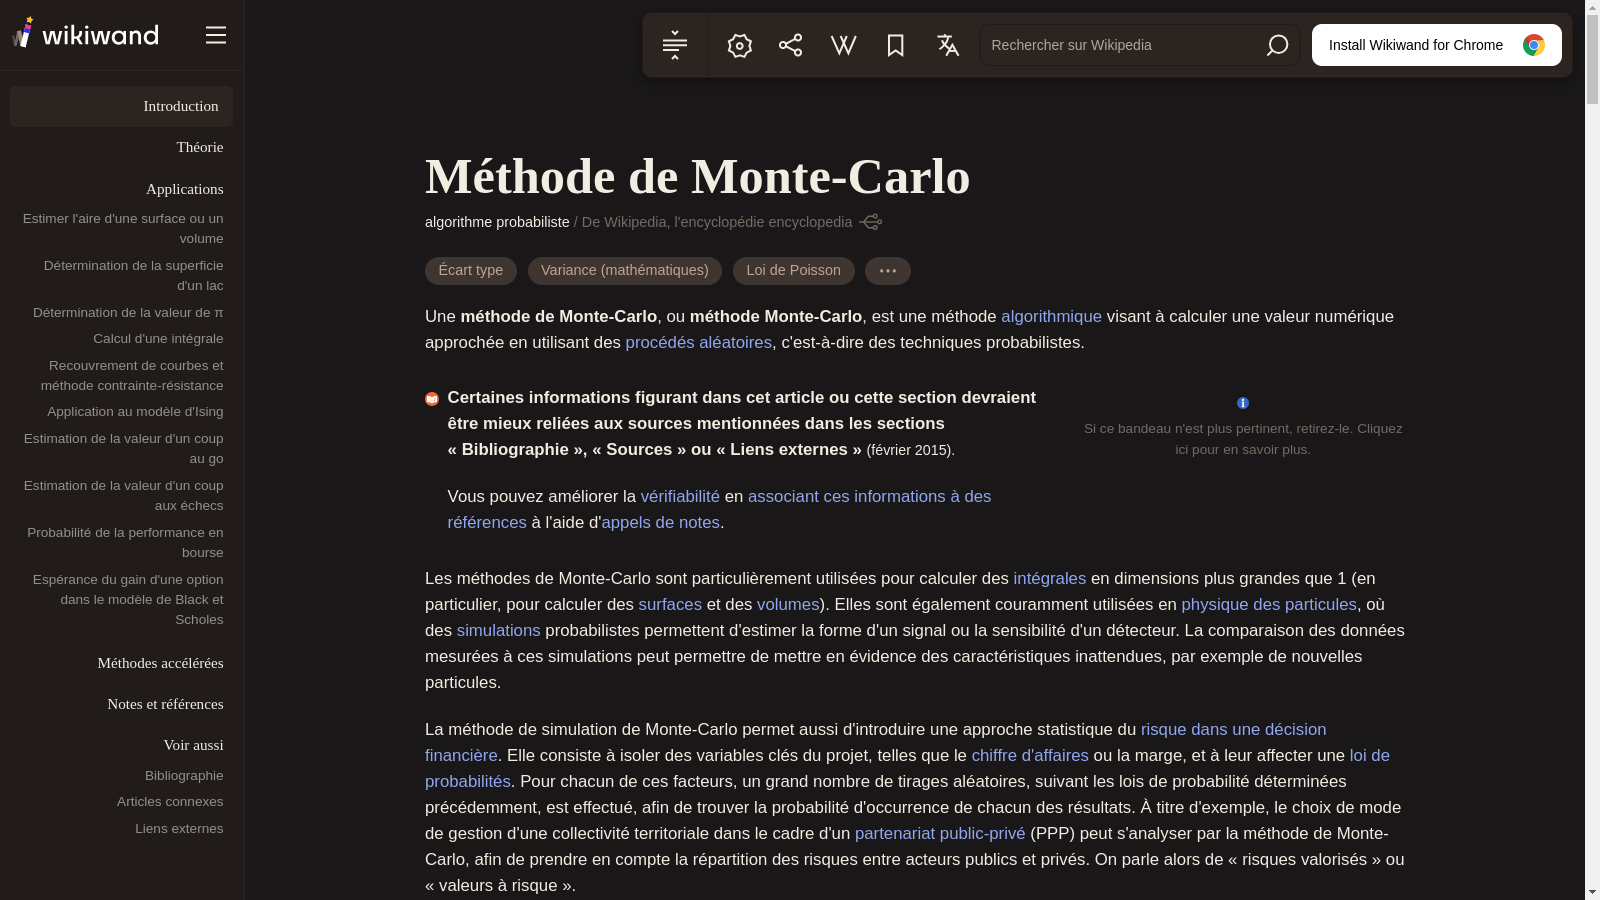 wikiwand
Introduction
Théorie
Applications
Estimer l'aire d'une surface ou un
volume
Détermination de la superficie
d'un lac
Détermination de la valeur de π
Calcul d'une intégrale
Recouvrement de courbes et
méthode contrainte-résistance
Application au modèle d'Ising
Estimation de la valeur d'un coup
au go
Estimation de la valeur d'un coup
aux échecs
Probabilité de la performance en
bourse
Espérance du gain d'une option
dans le modèle de Black et
Scholes
Méthodes accélérées
Notes et références
Voir aussi
Bibliographie
Articles connexes
Liens externes
Rechercher sur Wikipedia
Install Wikiwand for Chrome
Méthode de Monte-Carlo
algorithme probabiliste / De Wikipedia, l'encyclopédie encyclopedia
Écart type Variance (mathématiques) Loi de Poisson
Une méthode de Monte-Carlo, ou méthode Monte-Carlo, est une méthode algorithmique visant à calculer une valeur numérique
approchée en utilisant des procédés aléatoires, c'est-à-dire des techniques probabilistes.
Certaines informations figurant dans cet article ou cette section devraient
être mieux reliées aux sources mentionnées dans les sections
« Bibliographie », « Sources » ou « Liens externes » (février 2015).
Vous pouvez améliorer la vérifiabilité en associant ces informations à des
références à l'aide d'appels de notes.
Si ce bandeau n'est plus pertinent, retirez-le. Cliquez
ici pour en savoir plus.
Les méthodes de Monte-Carlo sont particulièrement utilisées pour calculer des intégrales en dimensions plus grandes que 1 (en
particulier, pour calculer des surfaces et des volumes). Elles sont également couramment utilisées en physique des particules, où
des simulations probabilistes permettent d'estimer la forme d'un signal ou la sensibilité d'un détecteur. La comparaison des données
mesurées à ces simulations peut permettre de mettre en évidence des caractéristiques inattendues, par exemple de nouvelles
particules.
La méthode de simulation de Monte-Carlo permet aussi d'introduire une approche statistique du risque dans une décision
financière. Elle consiste à isoler des variables clés du projet, telles que le chiffre d'affaires ou la marge, et à leur affecter une loi de
probabilités. Pour chacun de ces facteurs, un grand nombre de tirages aléatoires, suivant les lois de probabilité déterminées
précédemment, est effectué, afin de trouver la probabilité d'occurrence de chacun des résultats. À titre d'exemple, le choix de mode
de gestion d'une collectivité territoriale dans le cadre d'un partenariat public-privé (PPP) peut s'analyser par la méthode de Monte-
Carlo, afin de prendre en compte la répartition des risques entre acteurs publics et privés. On parle alors de « risques valorisés » ou
« valeurs à risque ».